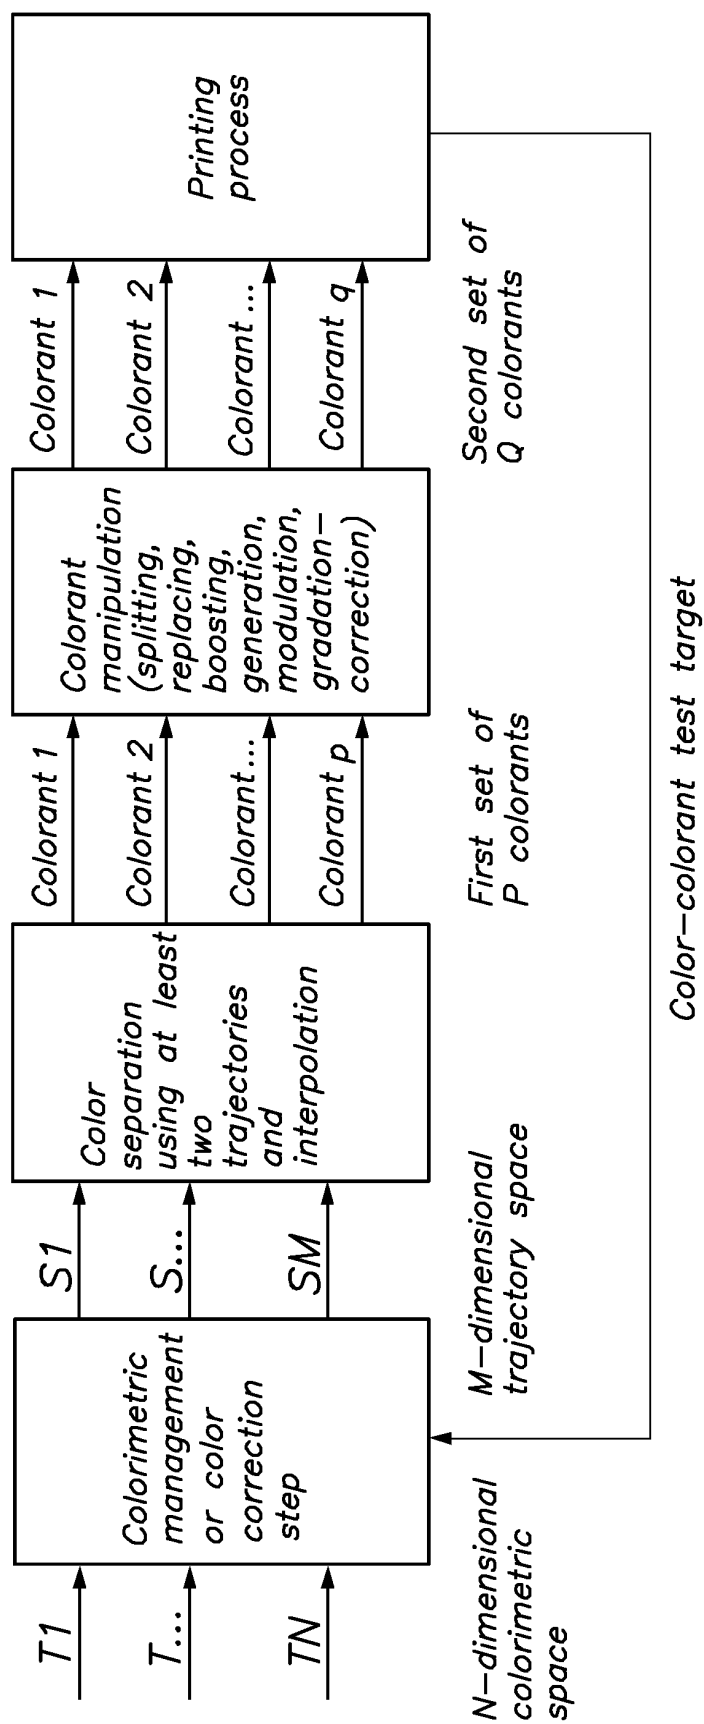 T1
T...
TN
Colorimetric
management
or color
correction
step
N-dimensional
colorimetric
space
S1
S...
SM
M-dimensional
trajectory space
Color
separation
using at least
two
trajectories
and
interpolation
Colorant 1
Colorant 2
Colorant...
Colorant p
First set of
P colorants
Colorant
manipulation
(splitting,
replacing,
boosting,
generation,
modulation,
gradation-
correction)
Colorant 1
Colorant 2
Colorant...
Colorant q
Second set of
Q colorants
Printing
process
Color-colorant test target